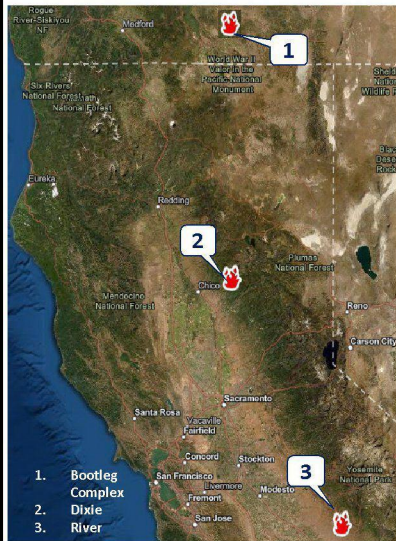 Rogue-
River-Siskiyou
NF
Medford
1
World War II
Valor in the
Pacific National
Monument
Six Rivers
National Forest
National Forest
Eureka
Redding
2
Plumas
National Forest
Chico
Mendocino
National Forest
Reno
Carson City
Sacramento
Santa Rosa
Vacaville
Fairfield
Concord
Stockton
3
San Francisco
Livermore
Modesto
Yosemite
National Park
Fremont
San Jose
1. Bootleg
Complex
2. Dixie
3. River